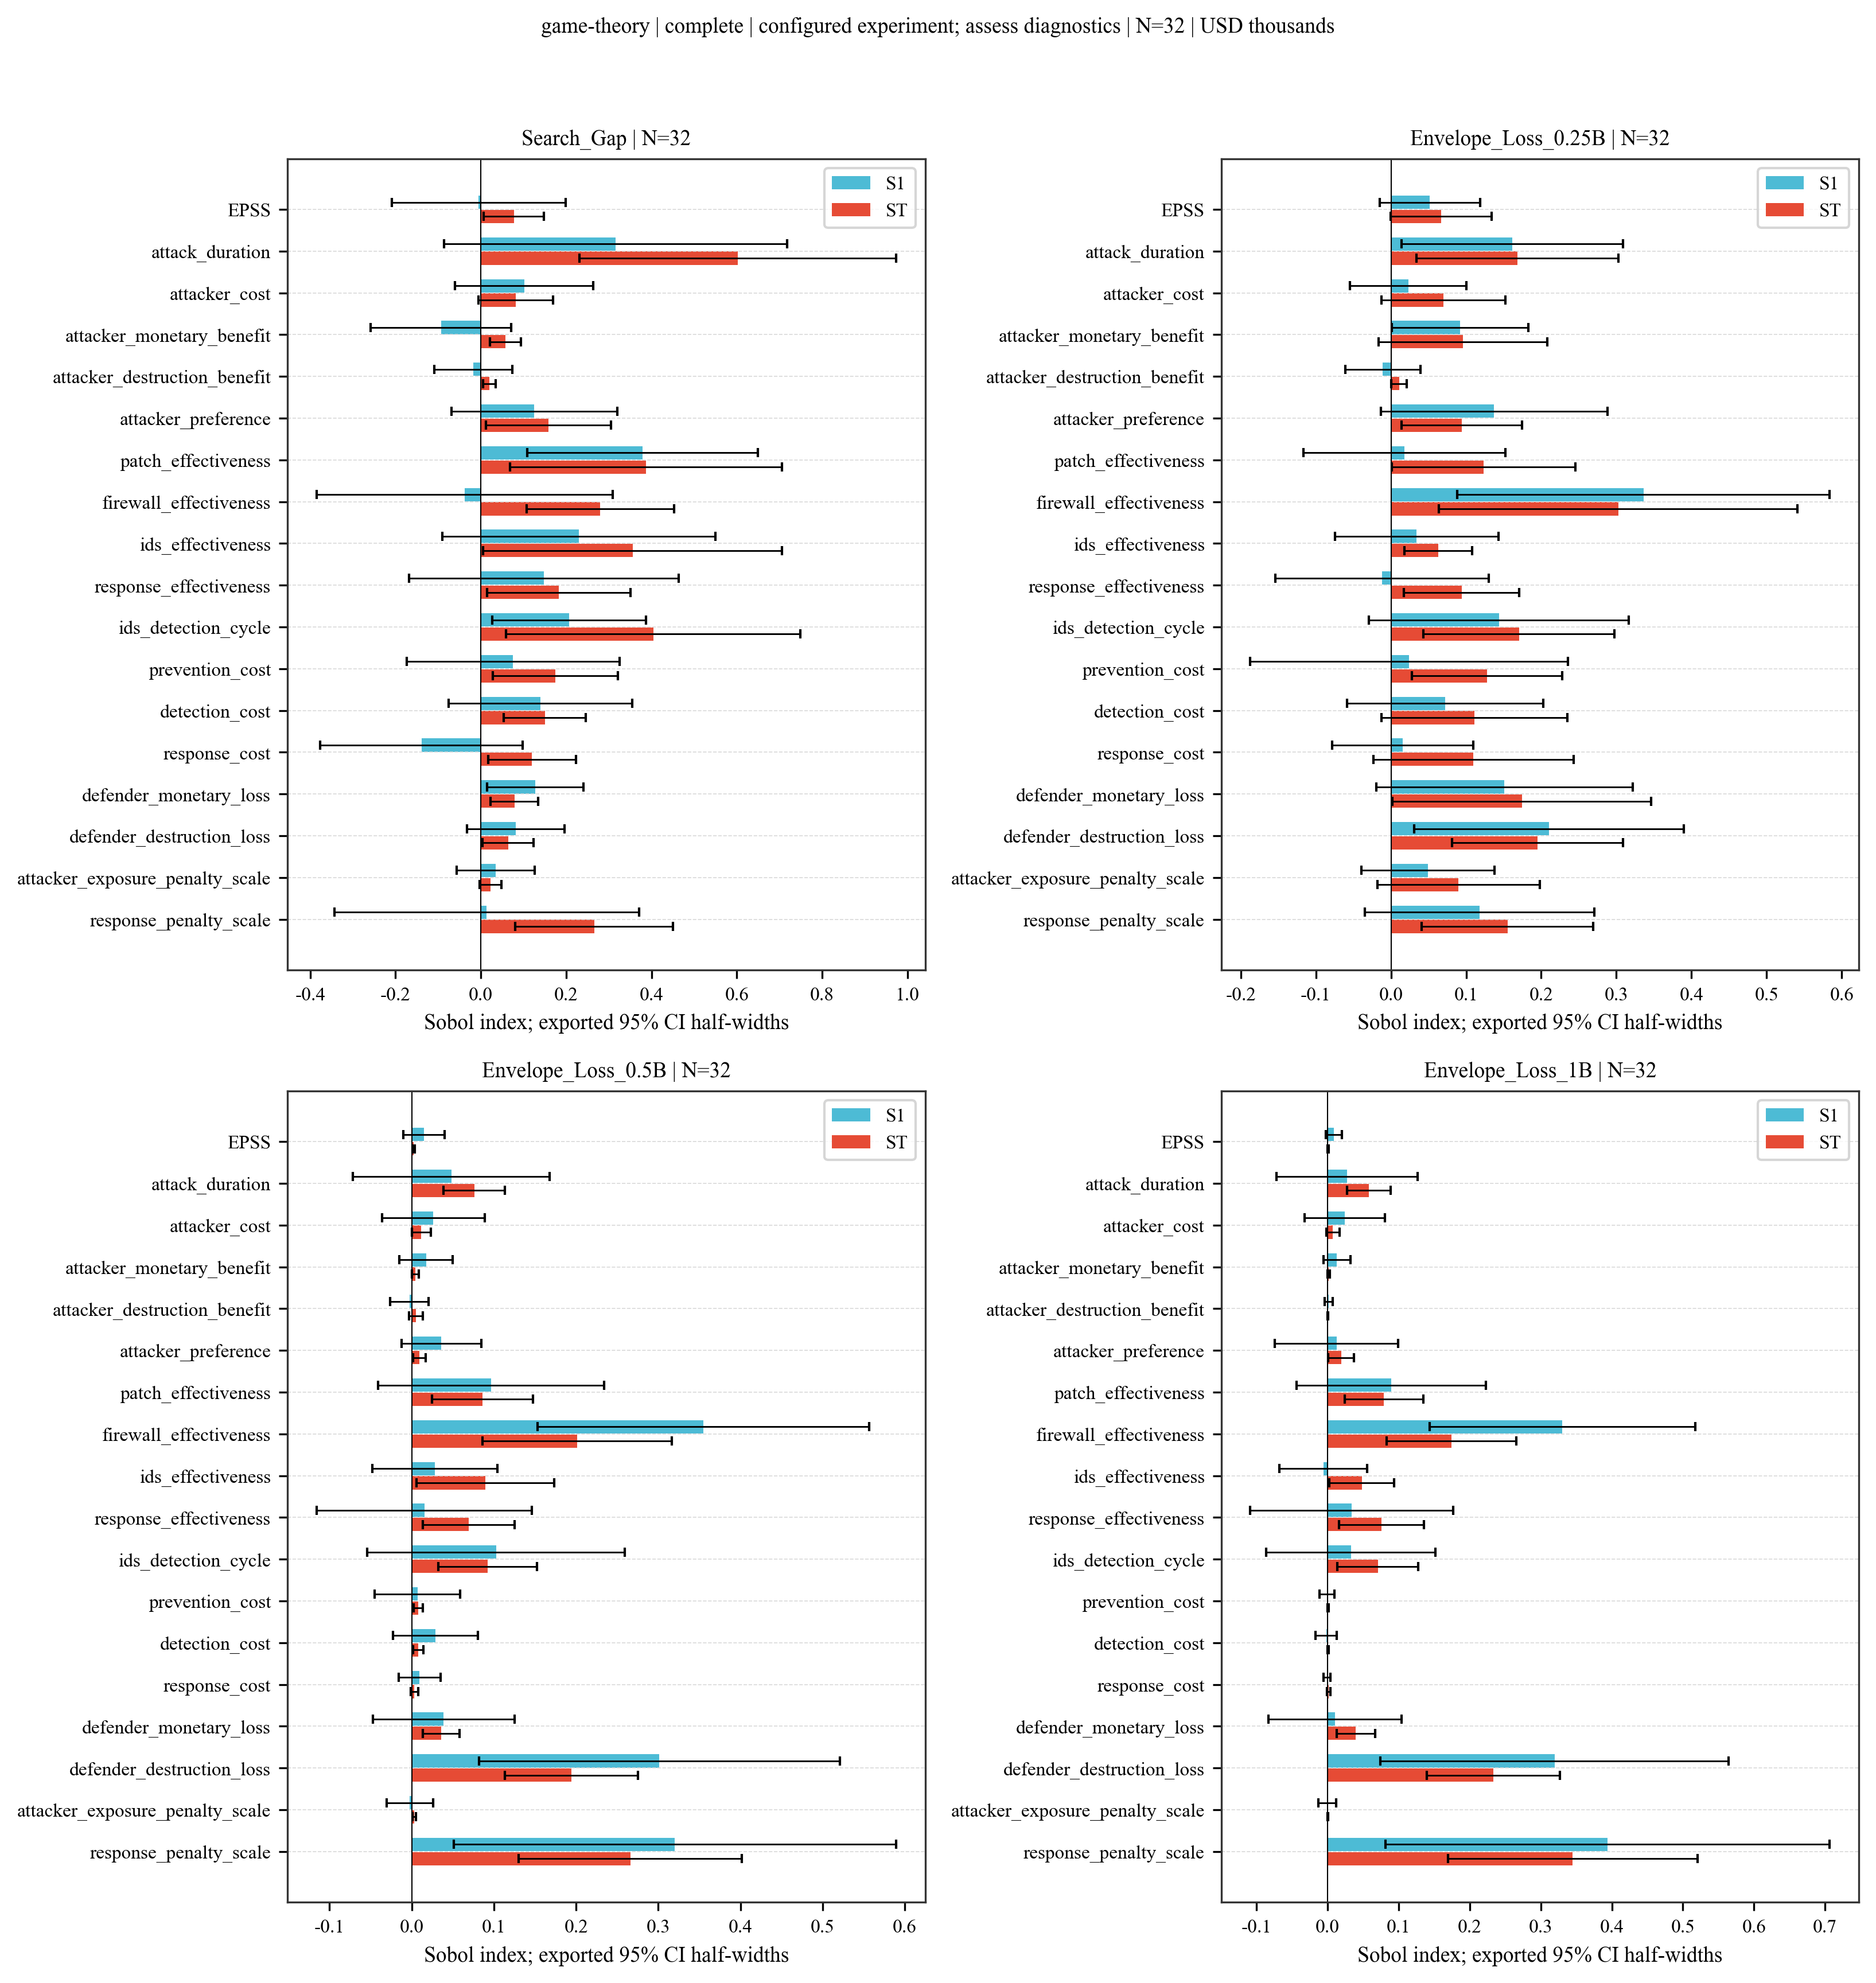 game-theory | complete | configured experiment; assess diagnostics | N=32 | USD thousands
Search_Gap | N=32
S1
ST
EPSS
attack_duration
attacker_cost
attacker_monetary_benefit
attacker_destruction_benefit
attacker_preference
patch_effectiveness
firewall_effectiveness
ids_effectiveness
response_effectiveness
ids_detection_cycle
prevention_cost
detection_cost
response_cost
defender_monetary_loss
defender_destruction_loss
attacker_exposure_penalty_scale
response_penalty_scale
-0.4 -0.2 0.0 0.2 0.4 0.6 0.8 1.0
Sobol index; exported 95% CI half-widths
Envelope_Loss_0.25B | N=32
S1
ST
EPSS
attack_duration
attacker_cost
attacker_monetary_benefit
attacker_destruction_benefit
attacker_preference
patch_effectiveness
firewall_effectiveness
ids_effectiveness
response_effectiveness
ids_detection_cycle
prevention_cost
detection_cost
response_cost
defender_monetary_loss
defender_destruction_loss
attacker_exposure_penalty_scale
response_penalty_scale
-0.2 -0.1 0.0 0.1 0.2 0.3 0.4 0.5 0.6
Sobol index; exported 95% CI half-widths
Envelope_Loss_0.5B | N=32
S1
ST
EPSS
attack_duration
attacker_cost
attacker_monetary_benefit
attacker_destruction_benefit
attacker_preference
patch_effectiveness
firewall_effectiveness
ids_effectiveness
response_effectiveness
ids_detection_cycle
prevention_cost
detection_cost
response_cost
defender_monetary_loss
defender_destruction_loss
attacker_exposure_penalty_scale
response_penalty_scale
-0.1 0.0 0.1 0.2 0.3 0.4 0.5 0.6
Sobol index; exported 95% CI half-widths
Envelope_Loss_1B | N=32
S1
ST
EPSS
attack_duration
attacker_cost
attacker_monetary_benefit
attacker_destruction_benefit
attacker_preference
patch_effectiveness
firewall_effectiveness
ids_effectiveness
response_effectiveness
ids_detection_cycle
prevention_cost
detection_cost
response_cost
defender_monetary_loss
defender_destruction_loss
attacker_exposure_penalty_scale
response_penalty_scale
-0.1 0.0 0.1 0.2 0.3 0.4 0.5 0.6 0.7
Sobol index; exported 95% CI half-widths